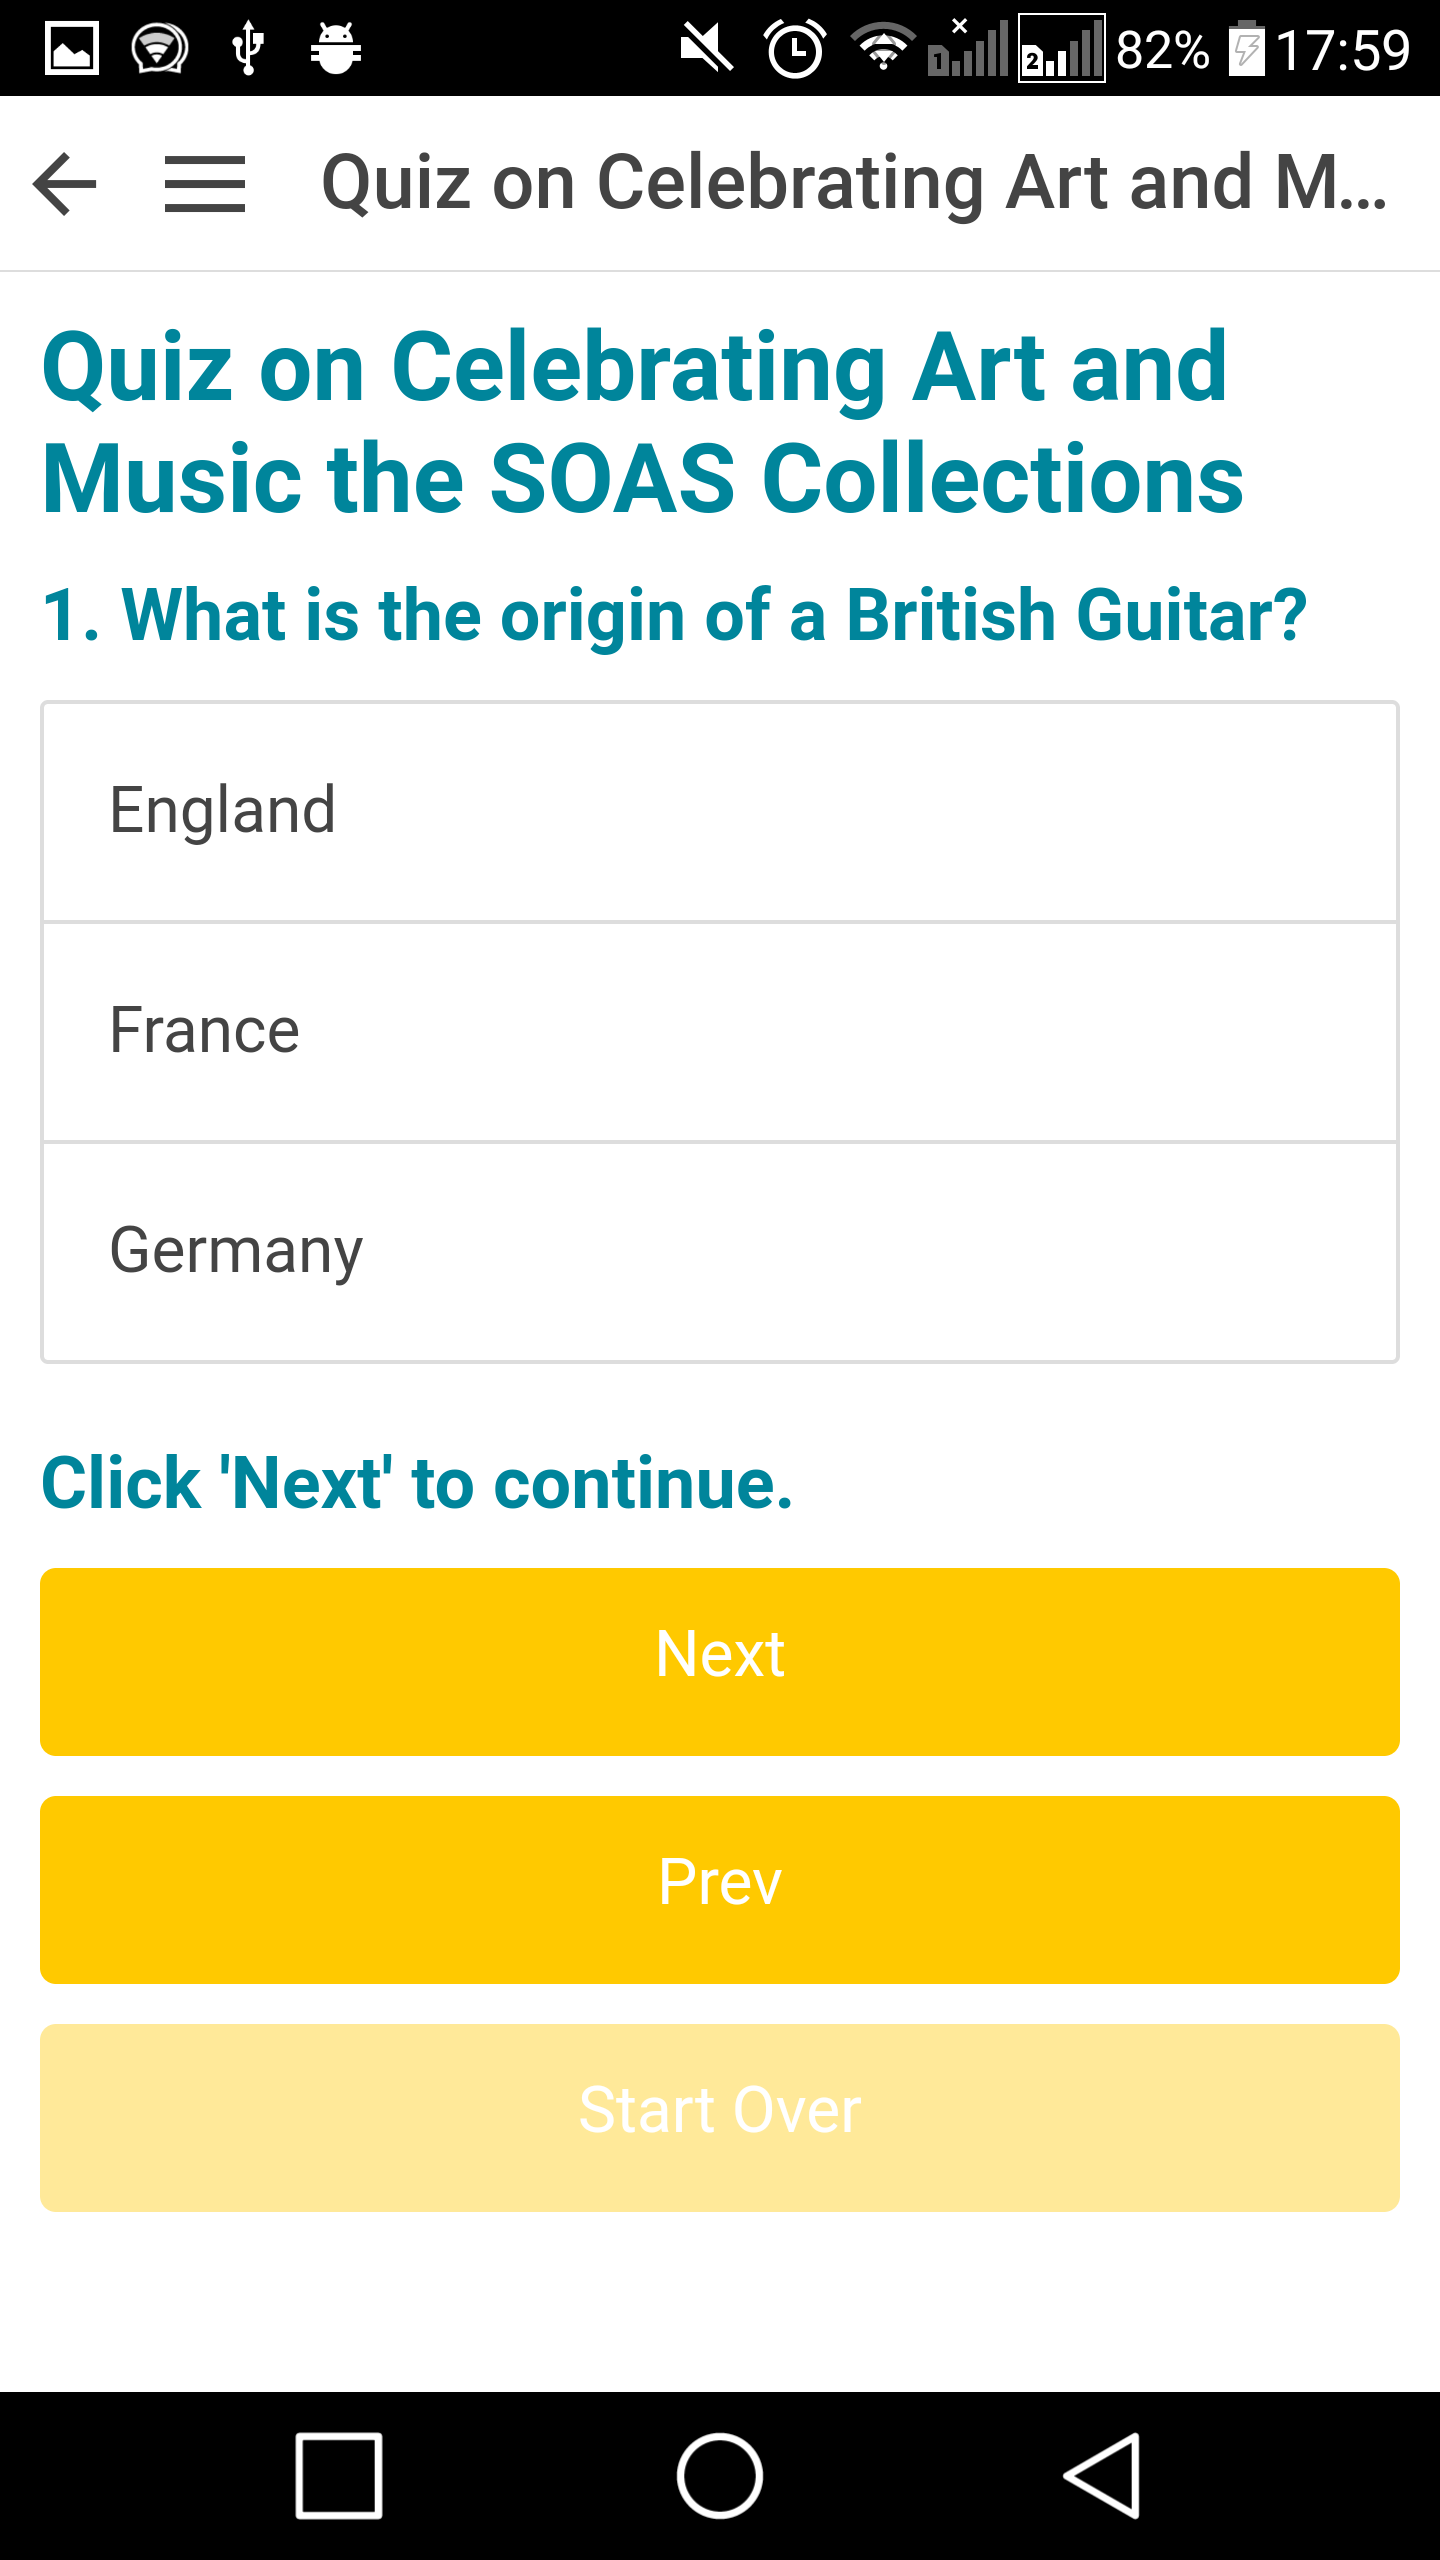 82% 17:59
Quiz on Celebrating Art and M...
Quiz on Celebrating Art and
Music the SOAS Collections
1. What is the origin of a British Guitar?
England
France
Germany
Click 'Next' to continue.
Next
Prev
Start Over